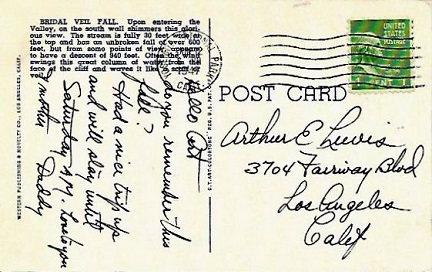 BRIDAL VEIL FALL. Upon entering the
Valley, on the south wall shimmers this glori-
ous view. The stream is fully 30 feet wide at
the top and has an unbroken fall of over 600
feet, but from some points of view, appears
to have a descent of 940 feet. Often the wind
swings this great column of water from the
face of the cliff and waves it like a scarf or
veil.
WESTERN PUBLISHING & NOVELTY CO., LOS ANGELES, CALIF.
Hello Art
Do you remember this
Fall?
Had a nice trip up
and will stay until
Saturday A.M. Love to you
Mother Daddy
POST CARD
UNITED
STATES
POSTAGE
1 CENT 1
Arthur E Lewis
3704 Fairway Blvd
Los Angeles
Calif